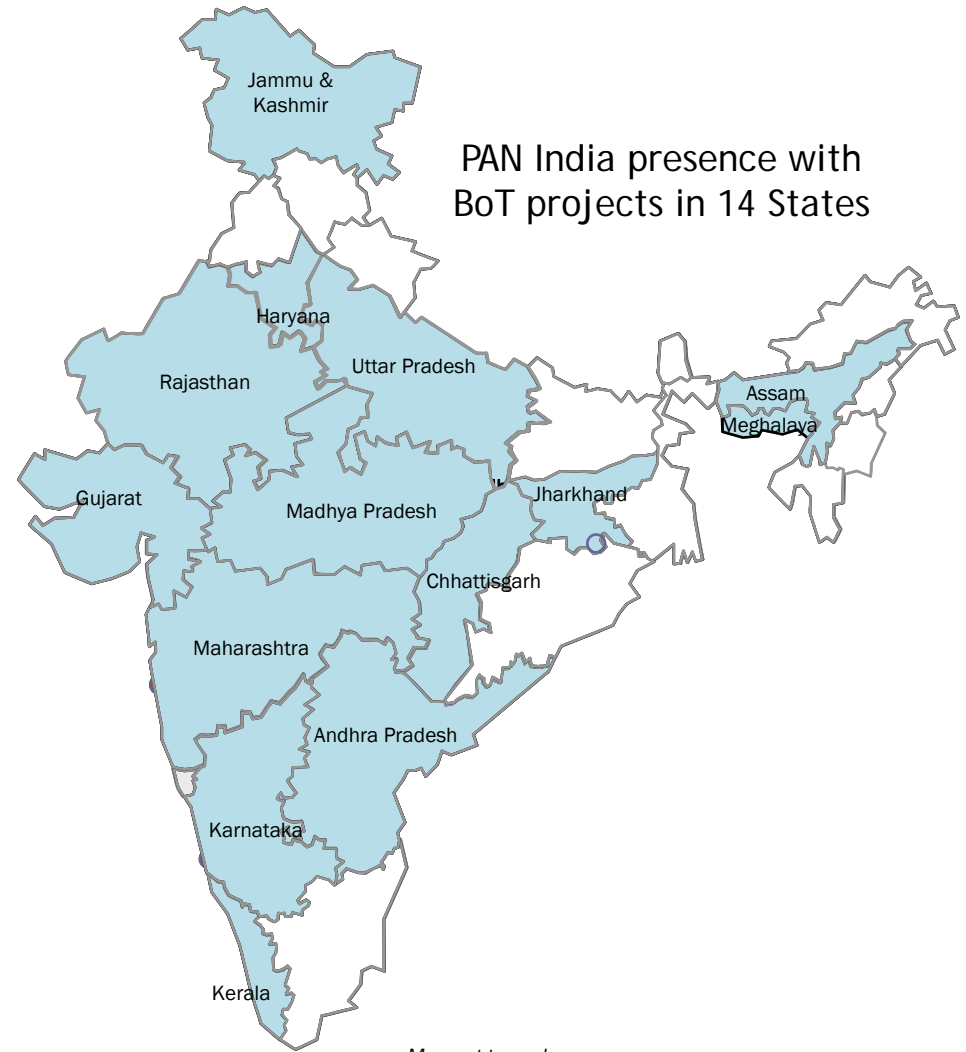 Jammu &
Kashmir
PAN India presence with
BoT projects in 14 States
Haryana
Uttar Pradesh
Rajasthan
Assam
Meghalaya
Gujarat
Jharkhand
Madhya Pradesh
Chhattisgarh
Maharashtra
Andhra Pradesh
Karnataka
Kerala